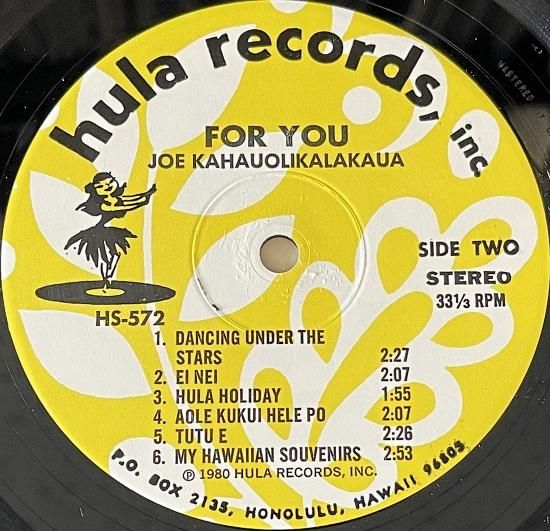 hula records, inc.
MASTERED BY
FOR YOU
JOE KAHAUOLIKALAKAUA
SIDE TWO
STEREO
33⅓ RPM
HS-572
1. DANCING UNDER THE
STARS 2:27
2. EI NEI 2:07
3. HULA HOLIDAY 1:55
4. AOLE KUKUI HELE PO 2:07
5. TUTU E 2:26
6. MY HAWAIIAN SOUVENIRS 2:53
Ⓟ 1980 HULA RECORDS, INC.
P.O. BOX 2135, HONOLULU, HAWAII 96805